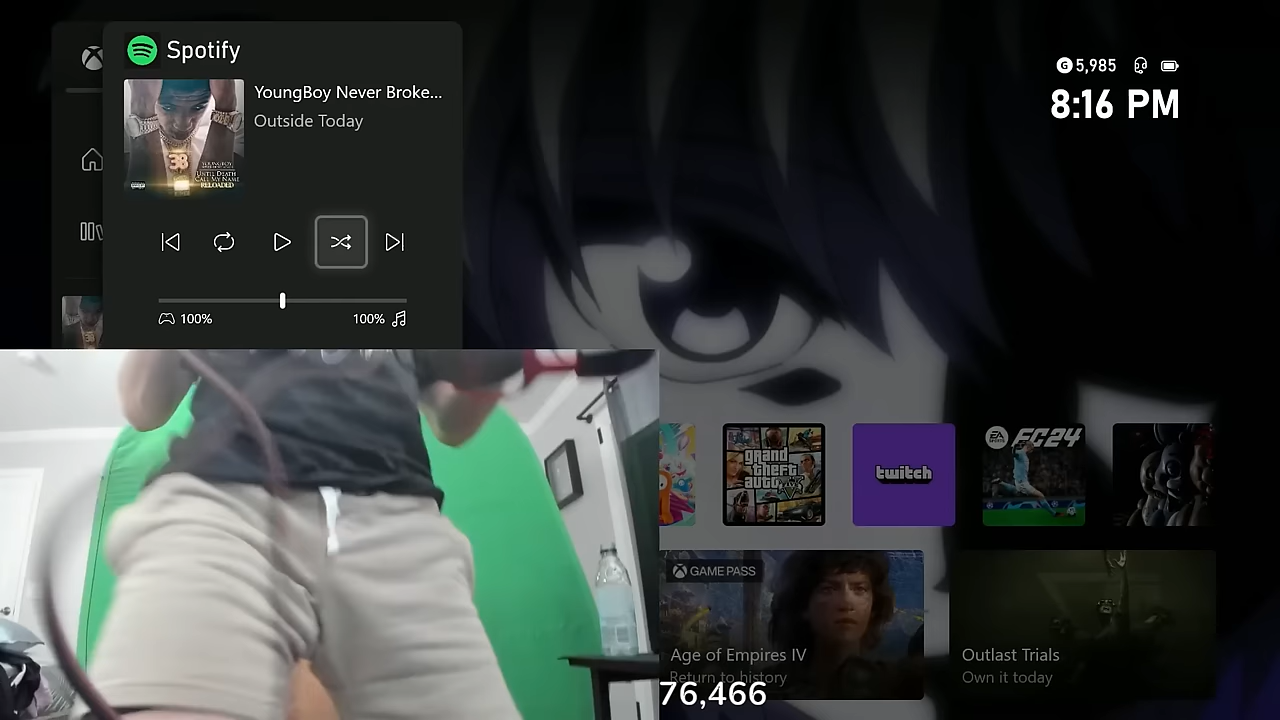 Spotify
YoungBoy Never Broke...
Outside Today
38
UNTIL DEATH
CALL MY NAME
RELOADED
100%
100%
G 5,985
8:16 PM
grand
theft
auto
V
twitch
EA
SPORTS
FC24
GAME PASS
Age of Empires IV
Return to history
Outlast Trials
Own it today
76,466